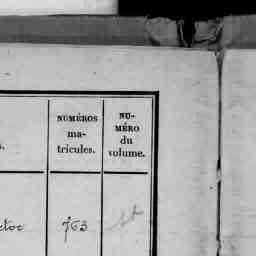 NUMÉROS
ma-
tricules.
NU-
MÉRO
du
volume.
763